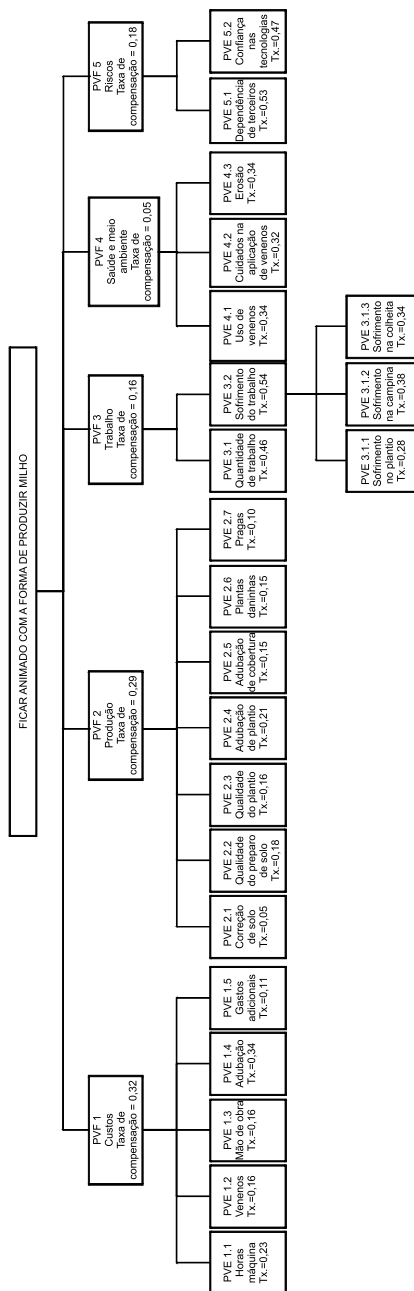 FICAR ANIMADO COM A FORMA DE PRODUZIR MILHO
PVF 1
Custos
Taxa de
compensação = 0,32
PVF 2
Produção
Taxa de
compensação = 0,29
PVF 3
Trabalho
Taxa de
compensação = 0,16
PVF 4
Saúde e meio
ambiente
Taxa de
compensação = 0,05
PVF 5
Riscos
Taxa de
compensação = 0,18
PVE 1.1
Horas
máquina
Tx.=0,23
PVE 1.2
Venenos
Tx.=0,16
PVE 1.3
Mão de obra
Tx.=0,16
PVE 1.4
Adubação
Tx.=0,34
PVE 1.5
Gastos
adicionais
Tx.=0,11
PVE 2.1
Correção
de solo
Tx.=0,05
PVE 2.2
Qualidade
do preparo
de solo
Tx.=0,18
PVE 2.3
Qualidade
do plantio
Tx.=0,16
PVE 2.4
Adubação
de plantio
Tx.=0,21
PVE 2.5
Adubação
de cobertura
Tx.=0,15
PVE 2.6
Plantas
daninhas
Tx.=0,15
PVE 2.7
Pragas
Tx.=0,10
PVE 3.1
Quantidade
de trabalho
Tx.=0,46
PVE 3.2
Sofrimento
do trabalho
Tx.=0,54
PVE 4.1
Uso de
venenos
Tx.=0,34
PVE 4.2
Cuidados na
aplicação
de venenos
Tx.=0,32
PVE 4.3
Erosão
Tx.=0,34
PVE 5.1
Dependência
de terceiros
Tx.=0,53
PVE 5.2
Confiança
nas
tecnologias
Tx.=0,47
PVE 3.1.1
Sofrimento
no plantio
Tx.=0,28
PVE 3.1.2
Sofrimento
na campina
Tx.=0,38
PVE 3.1.3
Sofrimento
na colheita
Tx.=0,34